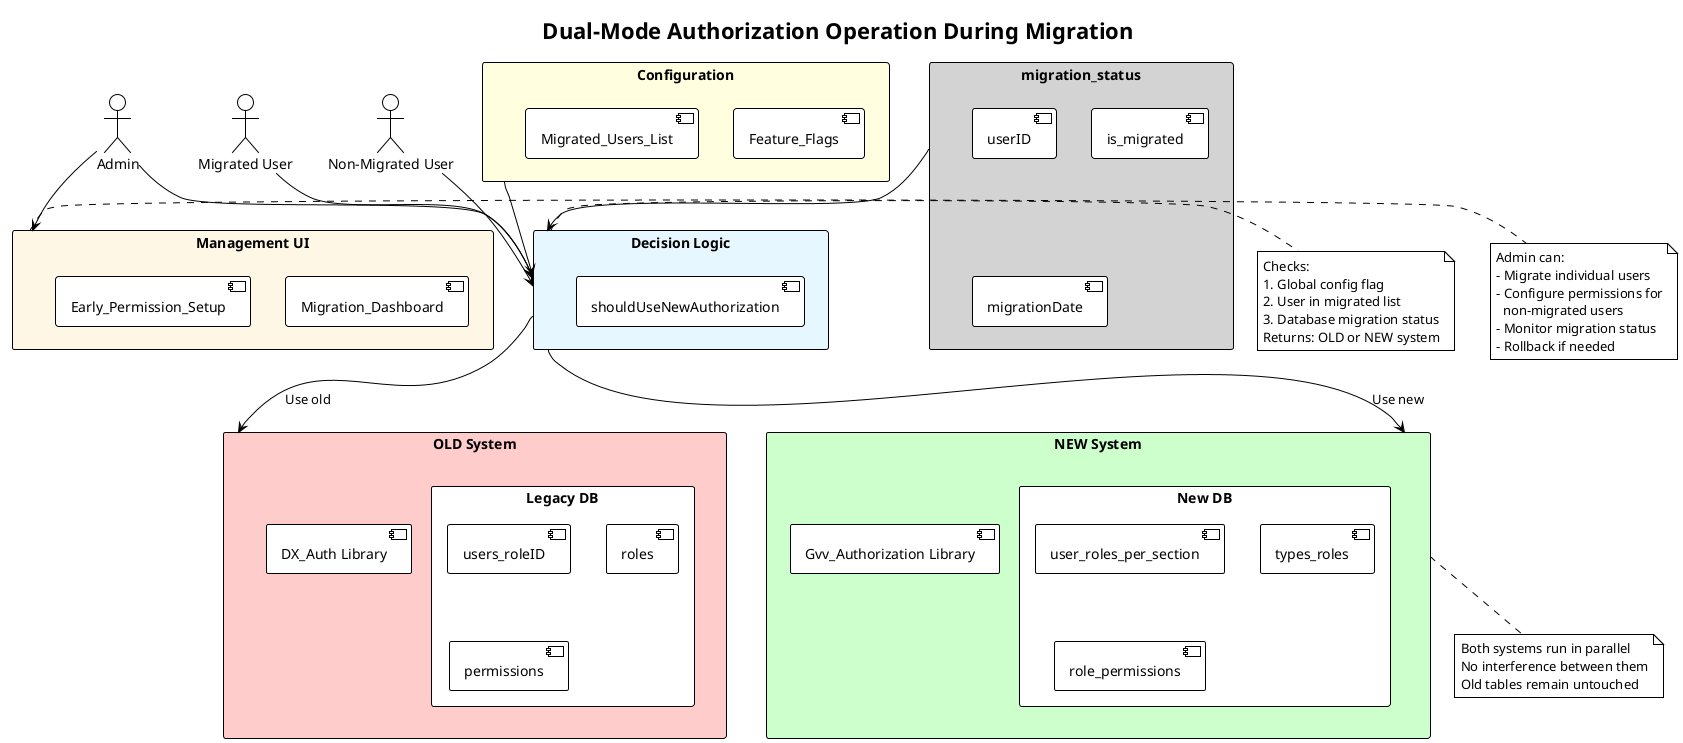 Dual-Mode Authorization Operation During Migration
Configuration
Migrated_Users_List
Feature_Flags
migration_status
userID
is_migrated
migrationDate
Admin
Migrated User
Non-Migrated User
Management UI
Early_Permission_Setup
Migration_Dashboard
Decision Logic
shouldUseNewAuthorization
Checks:
1. Global config flag
2. User in migrated list
3. Database migration status
Returns: OLD or NEW system
Admin can:
- Migrate individual users
- Configure permissions for
non-migrated users
- Monitor migration status
- Rollback if needed
Use old
Use new
OLD System
DX_Auth Library
Legacy DB
users_roleID
roles
permissions
NEW System
Gvv_Authorization Library
New DB
user_roles_per_section
types_roles
role_permissions
Both systems run in parallel
No interference between them
Old tables remain untouched